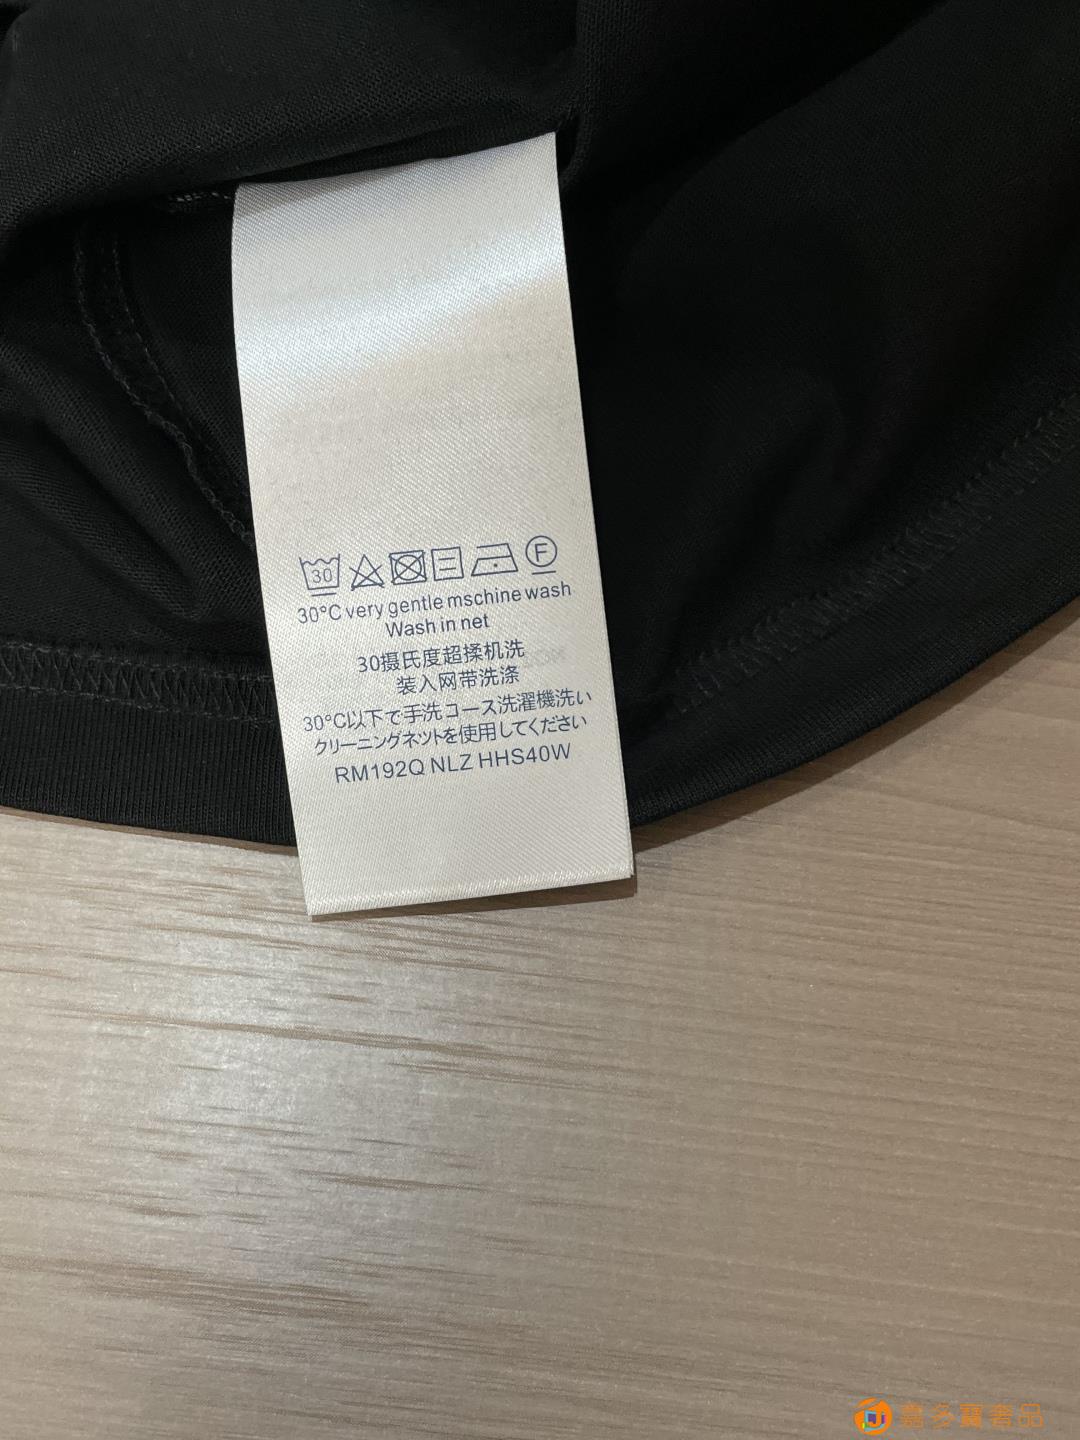 30
F
30°C very gentle mschine wash
Wash in net
30摄氏度超揉机洗
装入网带洗涤
30°C以下で手洗コース洗濯機洗い
クリーニングネットを使用してください
RM192Q NLZ HHS40W
嘉多寶奢品